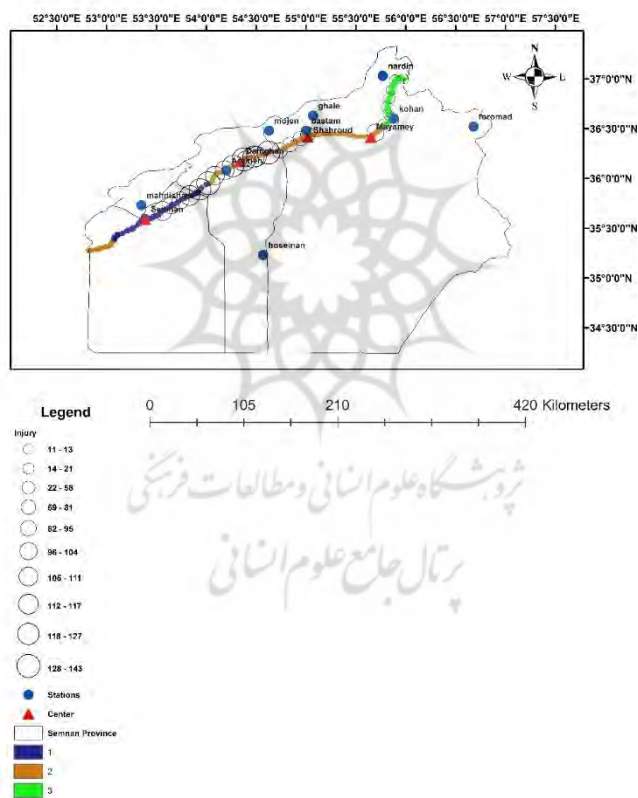 52°30'0"E 53°0'0"E 53°30'0"E 54°0'0"E 54°30'0"E 55°0'0"E 55°30'0"E 56°0'0"E 56°30'0"E 57°0'0"E 57°30'0"E
N
W E
S
nardin
37°0'0"N
ghale
kohan
mojen
bastam
foromad
36°30'0"N
Shahroud
Mayamey
36°0'0"N
Semnan
35°30'0"N
hoseinan
35°0'0"N
34°30'0"N
Legend
0 105 210 420 Kilometers
Injury
11 - 13
14 - 21
22 - 58
59 - 81
82 - 95
96 - 104
105 - 111
112 - 117
118 - 127
128 - 143
Stations
Center
Semnan Province
1
2
3
پژوهشگاه علوم انسانی و مطالعات فرهنگی
پرتال جامع علوم انسانی